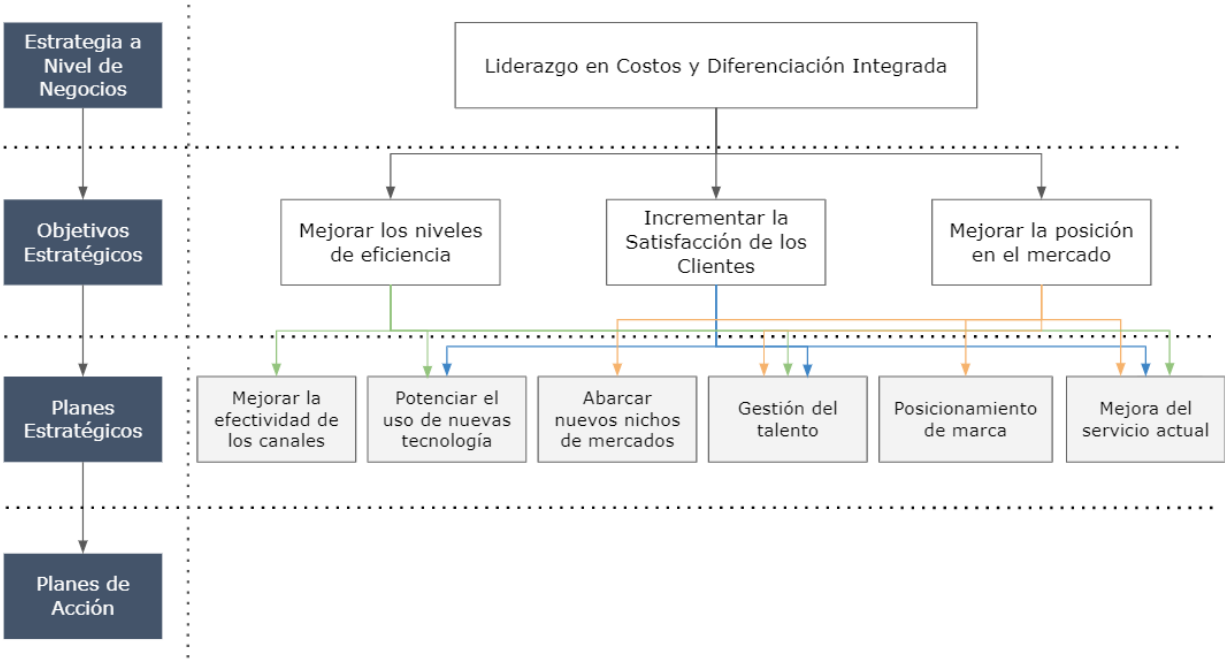 Estrategia a
Nivel de
Negocios
Liderazgo en Costos y Diferenciación Integrada
Objetivos
Estratégicos
Mejorar los niveles
de eficiencia
Incrementar la
Satisfacción de los
Clientes
Mejorar la posición
en el mercado
Planes
Estratégicos
Mejorar la
efectividad de
los canales
Potenciar el
uso de nuevas
tecnología
Abarcar
nuevos nichos
de mercados
Gestión del
talento
Posicionamiento
de marca
Mejora del
servicio actual
Planes de
Acción